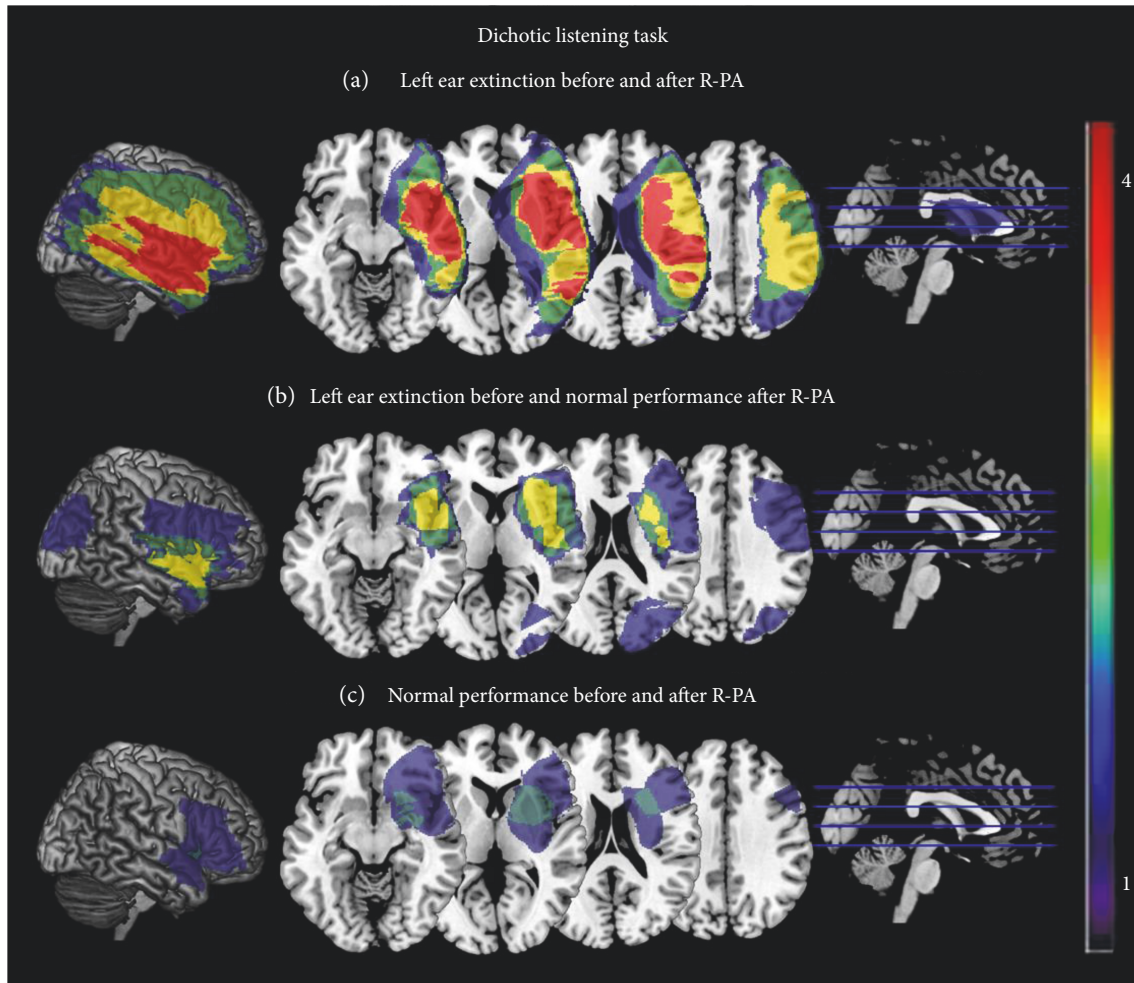 Dichotic listening task
(a) Left ear extinction before and after R-PA
4
(b) Left ear extinction before and normal performance after R-PA
(c) Normal performance before and after R-PA
1